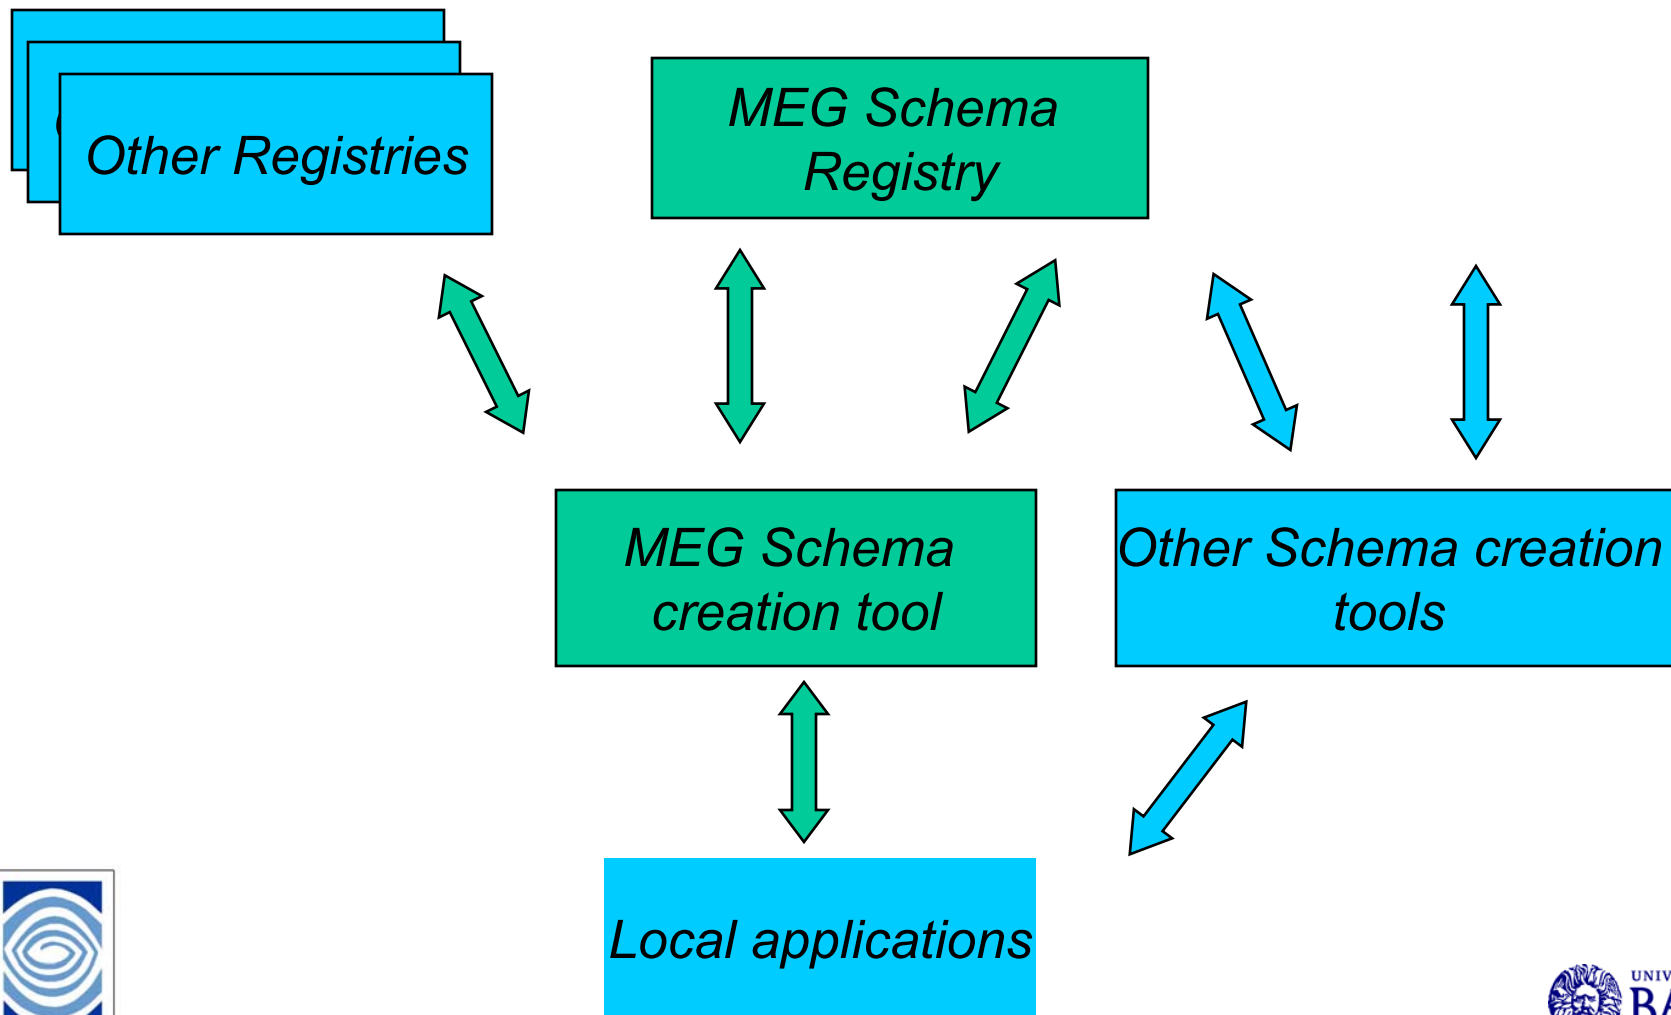 Other Registries
MEG Schema
Registry
MEG Schema
creation tool
Other Schema creation
tools
Local applications